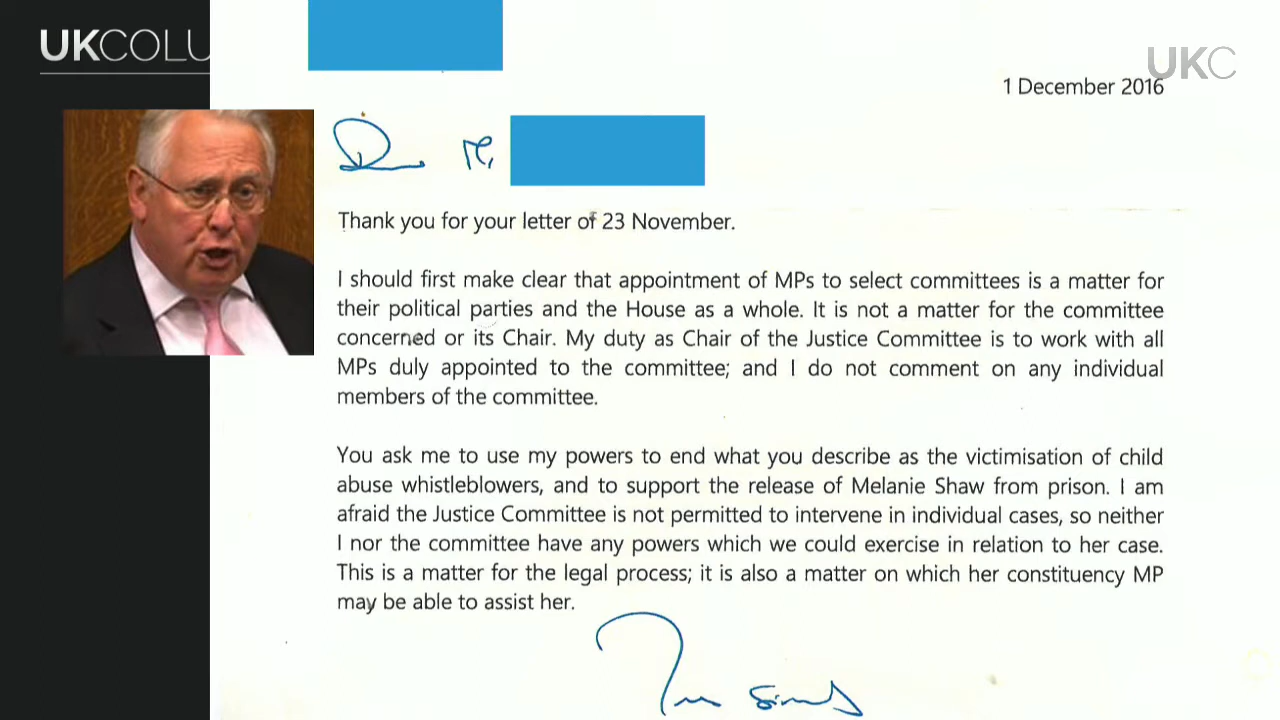 UKCOLU
UKC
1 December 2016
Dear Mr
Thank you for your letter of 23 November.
I should first make clear that appointment of MPs to select committees is a matter for
their political parties and the House as a whole. It is not a matter for the committee
concerned or its Chair. My duty as Chair of the Justice Committee is to work with all
MPs duly appointed to the committee; and I do not comment on any individual
members of the committee.
You ask me to use my powers to end what you describe as the victimisation of child
abuse whistleblowers, and to support the release of Melanie Shaw from prison. I am
afraid the Justice Committee is not permitted to intervene in individual cases, so neither
I nor the committee have any powers which we could exercise in relation to her case.
This is a matter for the legal process; it is also a matter on which her constituency MP
may be able to assist her.